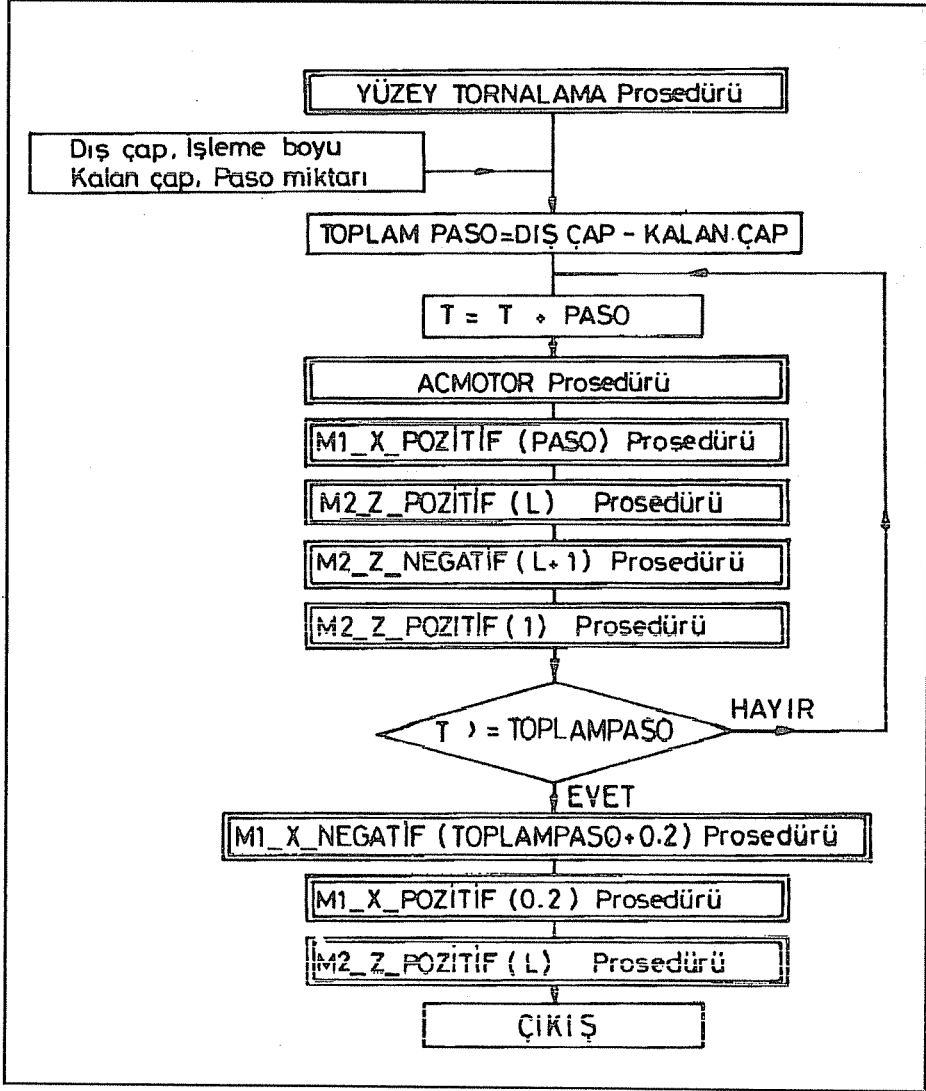 YÜZEY TORNALAMA Prosedürü
Dış çap, İşleme boyu
Kalan çap, Paso miktarı
TOPLAM PASO=DIŞ ÇAP - KALAN ÇAP
T = T + PASO
ACMOTOR Prosedürü
M1_X_POZİTİF (PASO) Prosedürü
M2_Z_POZİTİF (L) Prosedürü
M2_Z_NEGATİF (L+1) Prosedürü
M2_Z_POZİTİF (1) Prosedürü
T >= TOPLAMPASO
HAYIR
EVET
M1_X_NEGATİF (TOPLAMPASO+0.2) Prosedürü
M1_X_POZİTİF (0.2) Prosedürü
M2_Z_POZİTİF (L) Prosedürü
ÇIKIŞ